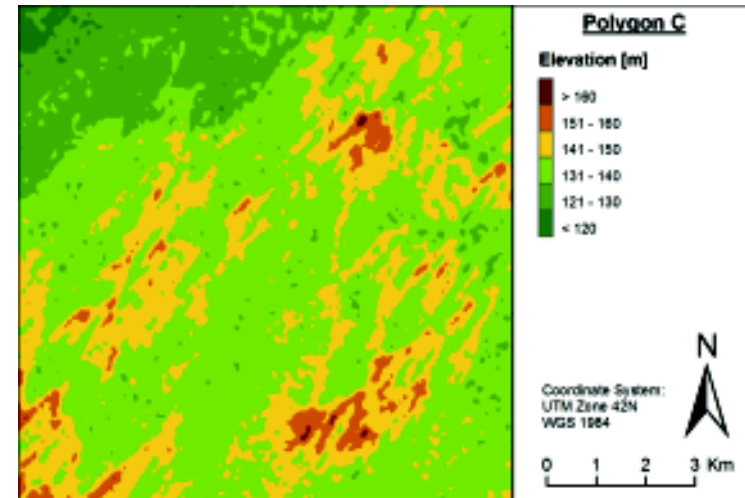 Polygon C
Elevation [m]
> 160
151 - 160
141 - 150
131 - 140
121 - 130
< 120
N
Coordinate System:
UTM Zone 42N
WGS 1984
0 1 2 3 Km